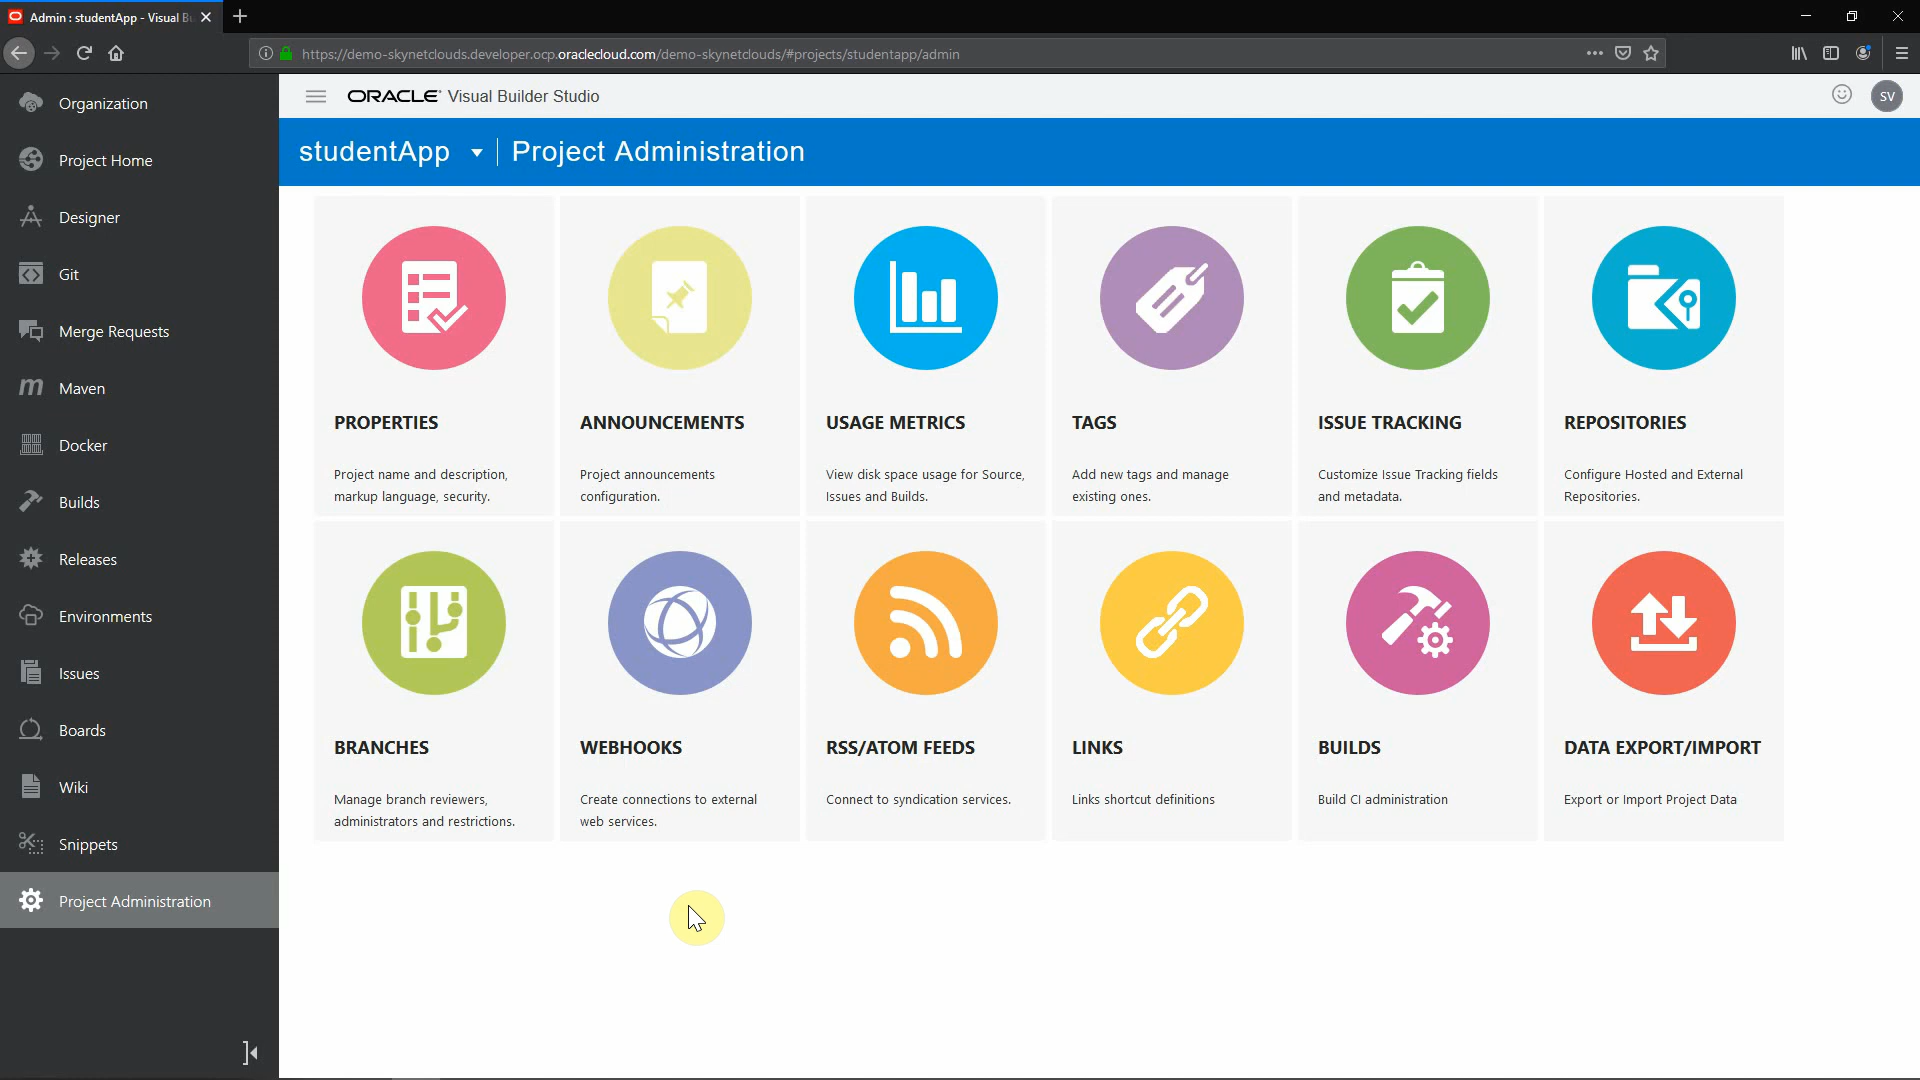 Admin : studentApp - Visual B
https://demo-skynetclouds.developer.ocp.oraclecloud.com/demo-skynetclouds/#projects/studentapp/admin
ORACLE Visual Builder Studio
SV
studentApp Project Administration
Organization
Project Home
Designer
Git
Merge Requests
Maven
Docker
Builds
Releases
Environments
Issues
Boards
Wiki
Snippets
Project Administration
PROPERTIES
Project name and description,
markup language, security.
ANNOUNCEMENTS
Project announcements
configuration.
USAGE METRICS
View disk space usage for Source,
Issues and Builds.
TAGS
Add new tags and manage
existing ones.
ISSUE TRACKING
Customize Issue Tracking fields
and metadata.
REPOSITORIES
Configure Hosted and External
Repositories.
BRANCHES
Manage branch reviewers,
administrators and restrictions.
WEBHOOKS
Create connections to external
web services.
RSS/ATOM FEEDS
Connect to syndication services.
LINKS
Links shortcut definitions
BUILDS
Build CI administration
DATA EXPORT/IMPORT
Export or Import Project Data